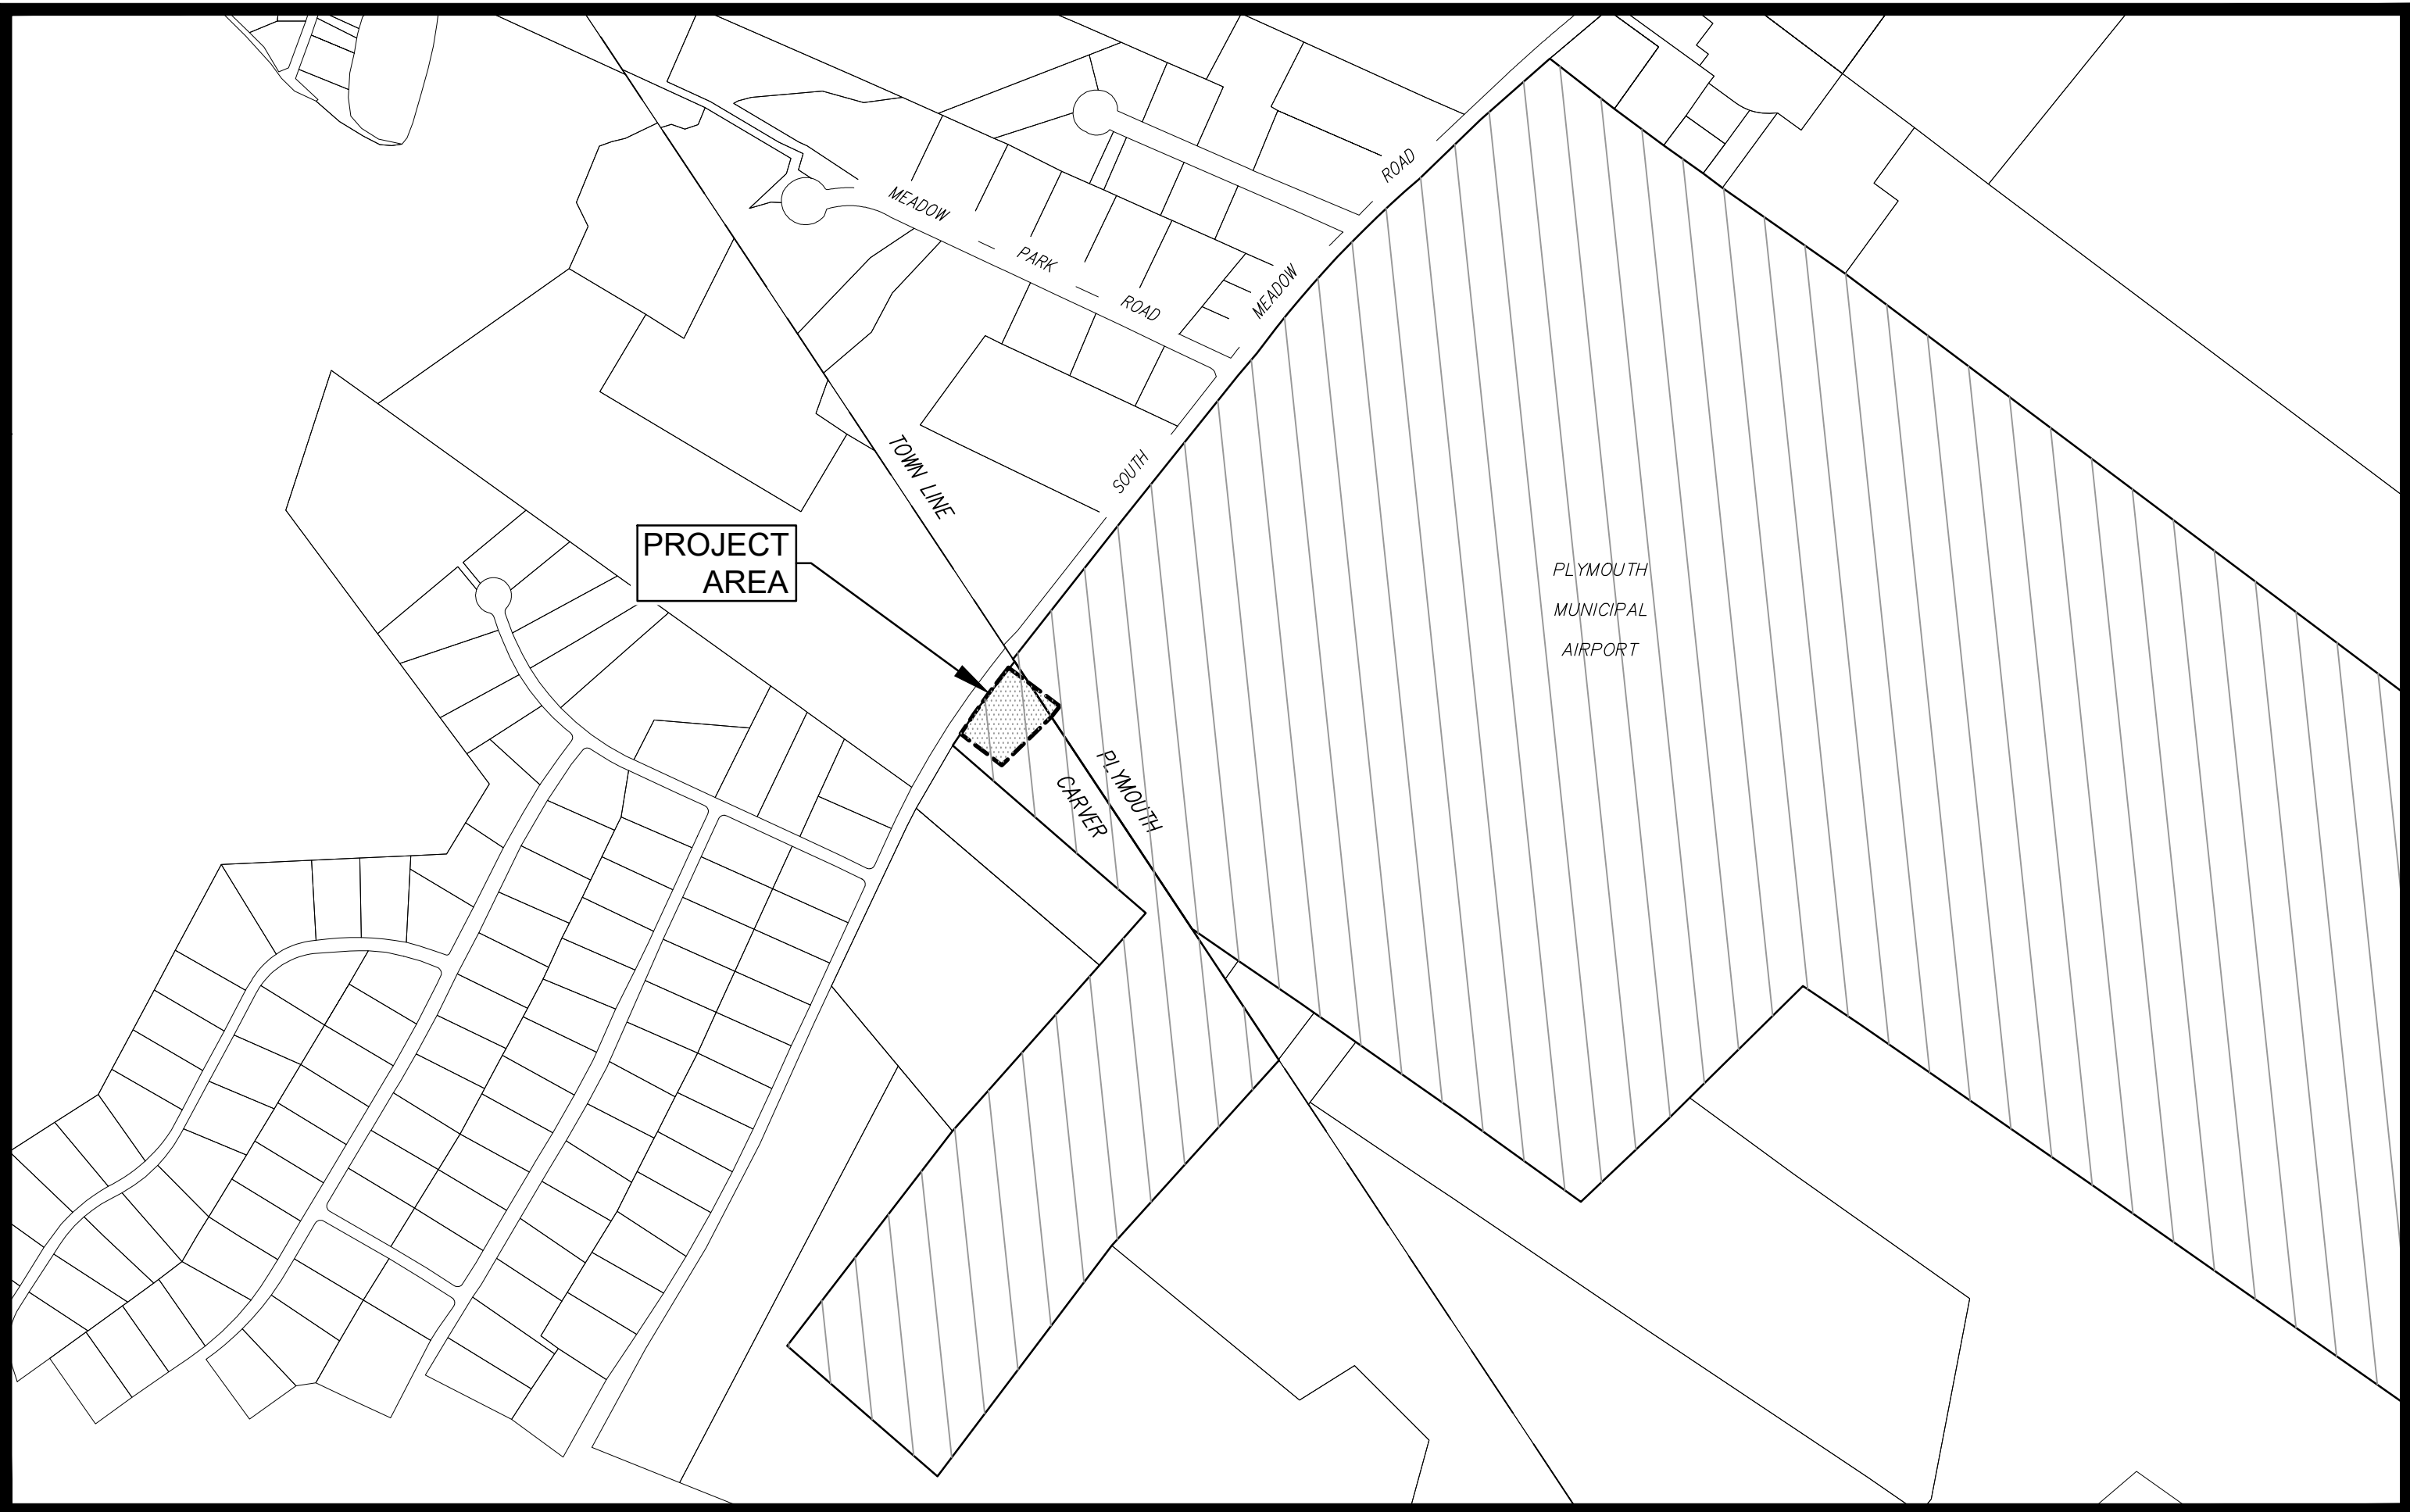 MEADOW
PARK
ROAD
ROAD
MEADOW
SOUTH
TOWN LINE
PROJECT
AREA
PLYMOUTH
MUNICIPAL
AIRPORT
PLYMOUTH
CARVER